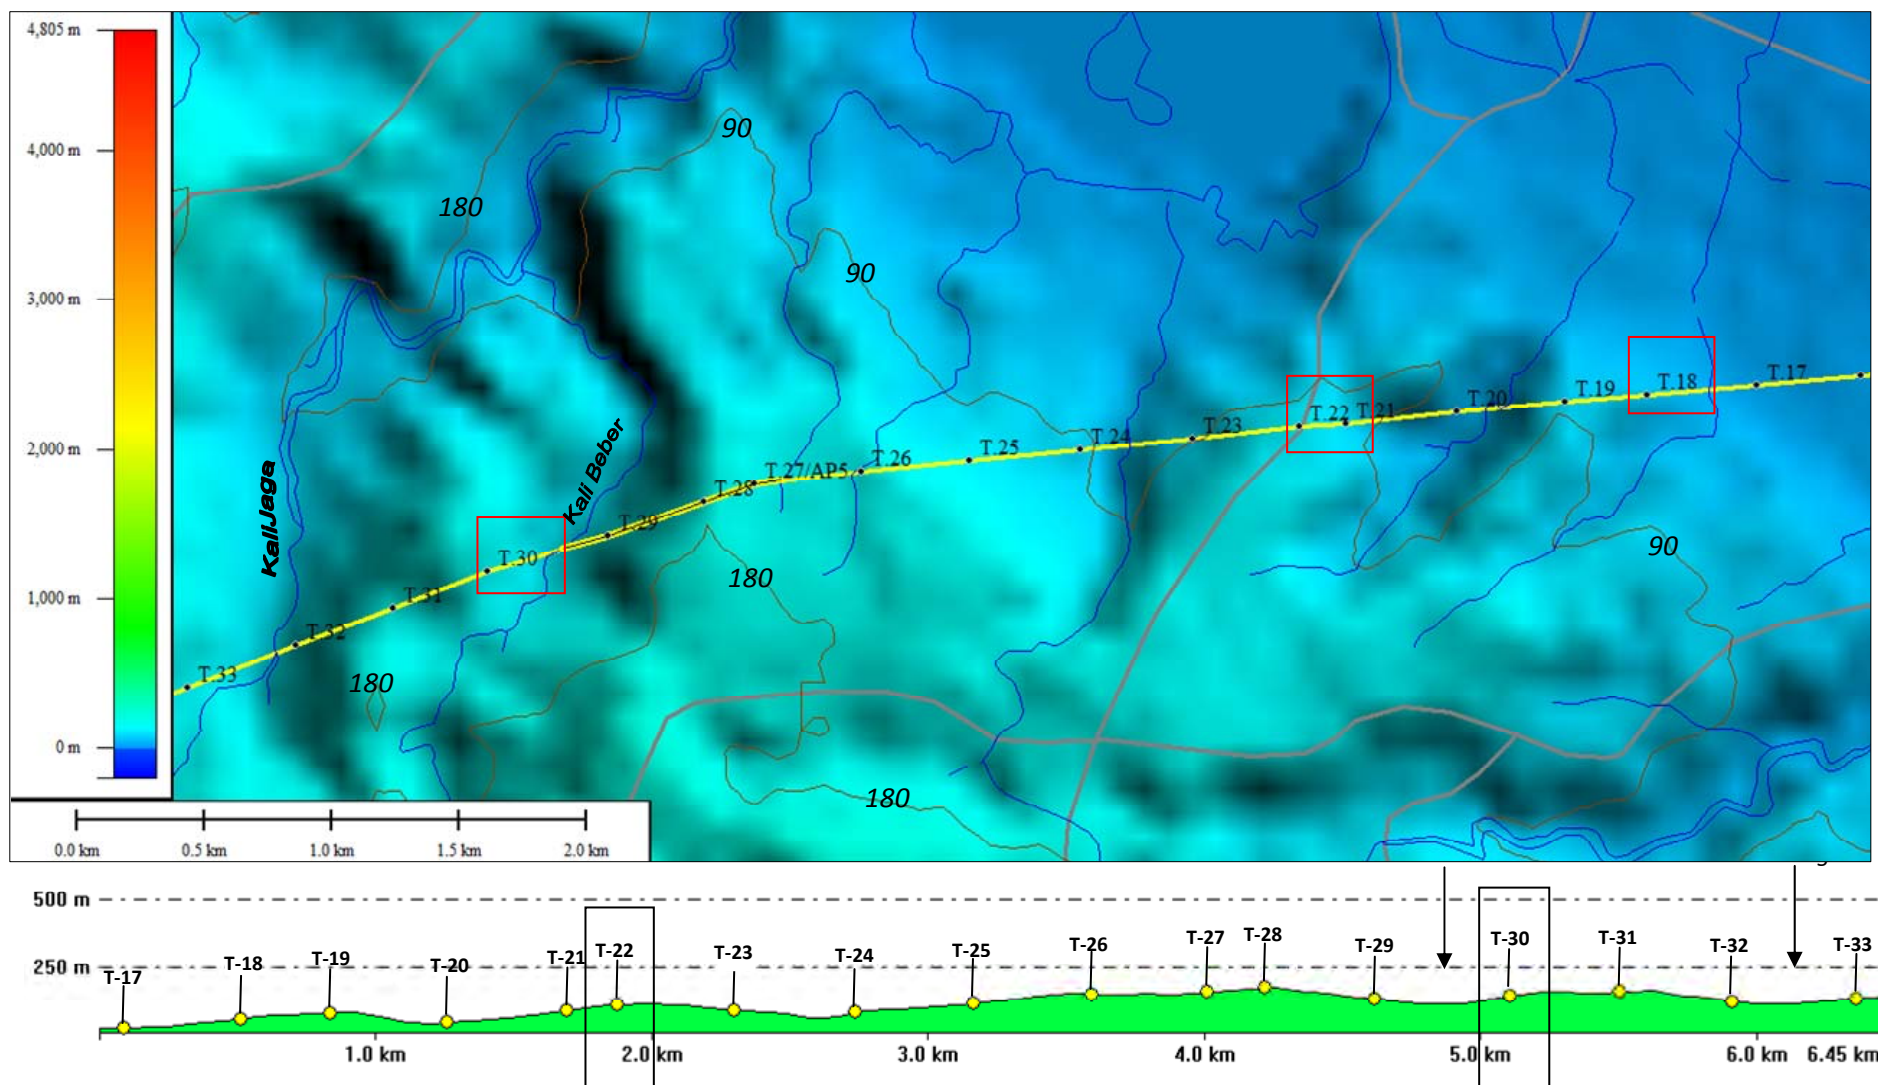 4,805 m
4,000 m
3,000 m
2,000 m
1,000 m
0 m
90
180
90
T.17
T.18
T.19
T.20
T.21
T.22
T.23
T.24
T.25
T.26
T.27/AP5
T.28
T.29
T.30
T.31
T.32
T.33
Kali Jaga
Kali Beber
90
180
180
180
0.0 km 0.5 km 1.0 km 1.5 km 2.0 km
500 m
250 m
T-17 T-18 T-19 T-20 T-21 T-22 T-23 T-24 T-25 T-26 T-27 T-28 T-29 T-30 T-31 T-32 T-33
1.0 km 2.0 km 3.0 km 4.0 km 5.0 km 6.0 km 6.45 km